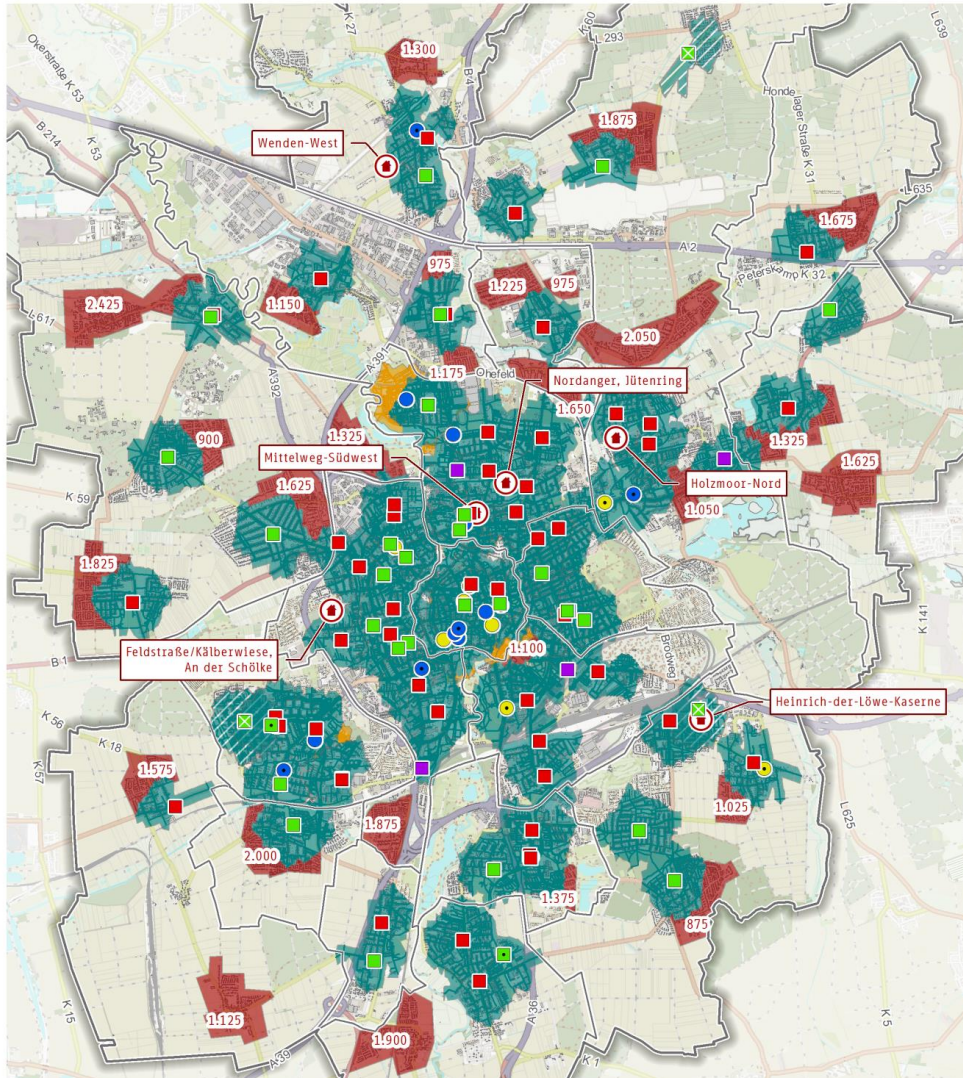 K 27
K 60
L 293
L 639
Okerstraße K 53
B 4
1.300
K 53
Honde
lager Straße K 31
B 214
1.875
Wenden-West
L 635
1.675
A 2
975
Peterskamp K 32
1.225
975
2.425
1.150
2.050
L 611
A 391
1.175
Ohefeld
A 392
Nordanger, Jütenring
1.650
900
1.325
1.325
Mittelweg-Südwest
1.625
K 59
1.625
Holzmoor-Nord
1.050
1.825
K 141
Feldstraße/Kälberwiese,
An der Schölke
B 1
1.100
Brodweg
Heinrich-der-Löwe-Kaserne
K 56
K 18
K 57
1.575
1.025
L 625
1.875
2.000
1.375
875
1.125
K 15
A 36
K 5
1.900
A 39
K 1